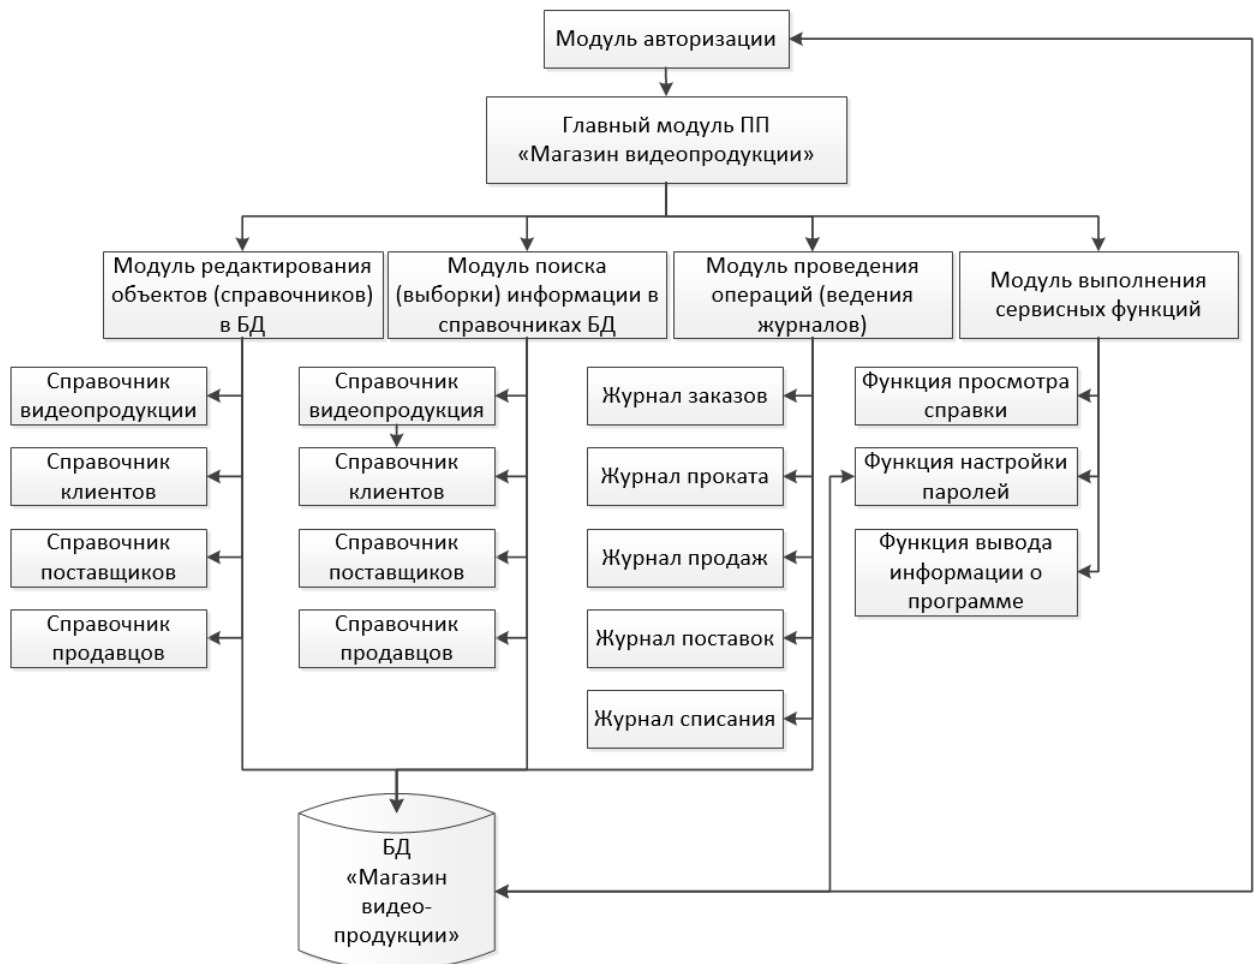 Модуль авторизации
Главный модуль ПП
«Магазин видеопродукции»
Модуль редактирования
объектов (справочников)
в БД
Модуль поиска
(выборки) информации в
справочниках БД
Модуль проведения
операций (ведения
журналов)
Модуль выполнения
сервисных функций
Справочник
видеопродукции
Справочник
клиентов
Справочник
поставщиков
Справочник
продавцов
Справочник
видеопродукция
Справочник
клиентов
Справочник
поставщиков
Справочник
продавцов
Журнал заказов
Журнал проката
Журнал продаж
Журнал поставок
Журнал списания
Функция просмотра
справки
Функция настройки
паролей
Функция вывода
информации о
программе
БД
«Магазин
видео-
продукции»